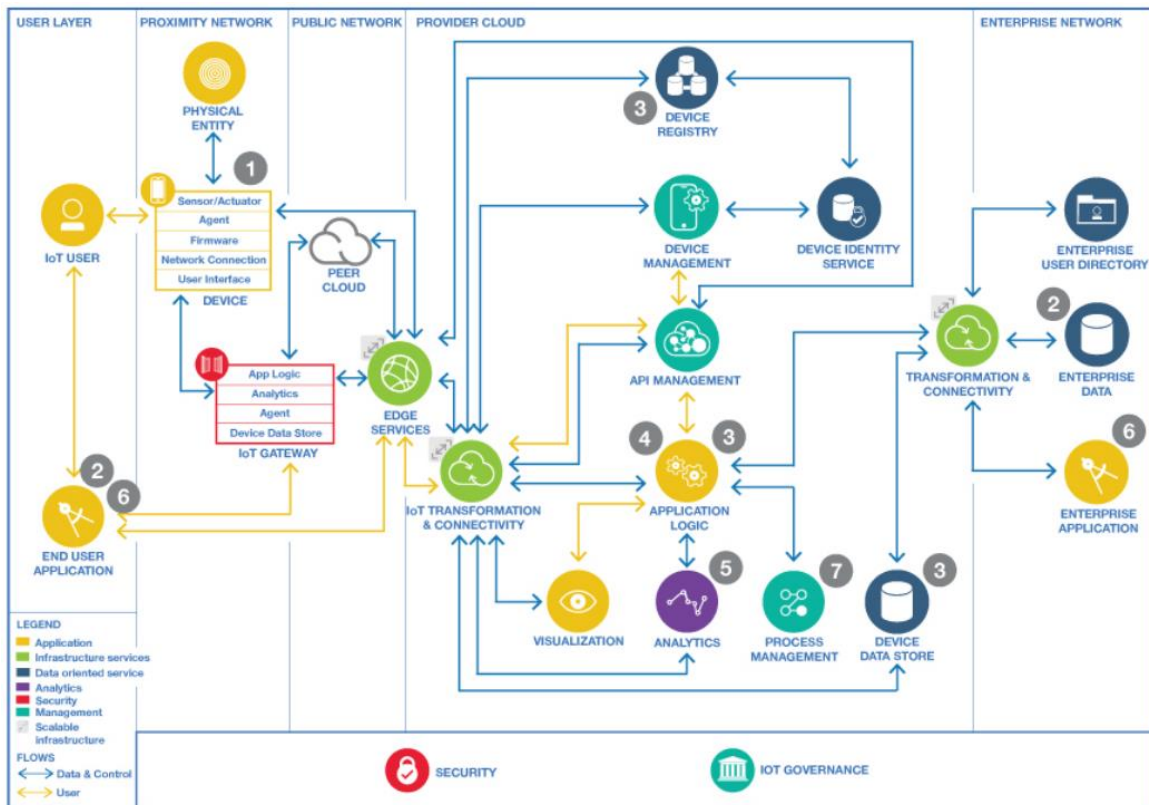 USER LAYER
PROXIMITY NETWORK
PUBLIC NETWORK
PROVIDER CLOUD
ENTERPRISE NETWORK
PHYSICAL
ENTITY
1
Sensor/Actuator
Agent
Firmware
Network Connection
User Interface
DEVICE
IoT USER
PEER
CLOUD
App Logic
Analytics
Agent
Device Data Store
IoT GATEWAY
EDGE
SERVICES
2
6
END USER
APPLICATION
3
DEVICE
REGISTRY
DEVICE
MANAGEMENT
DEVICE IDENTITY
SERVICE
API MANAGEMENT
4
3
APPLICATION
LOGIC
IoT TRANSFORMATION
& CONNECTIVITY
VISUALIZATION
5
ANALYTICS
7
PROCESS
MANAGEMENT
3
DEVICE
DATA STORE
TRANSFORMATION &
CONNECTIVITY
ENTERPRISE
USER DIRECTORY
2
ENTERPRISE
DATA
6
ENTERPRISE
APPLICATION
LEGEND
Application
Infrastructure services
Data oriented service
Analytics
Security
Management
Scalable
infrastructure
FLOWS
Data & Control
User
SECURITY
IOT GOVERNANCE